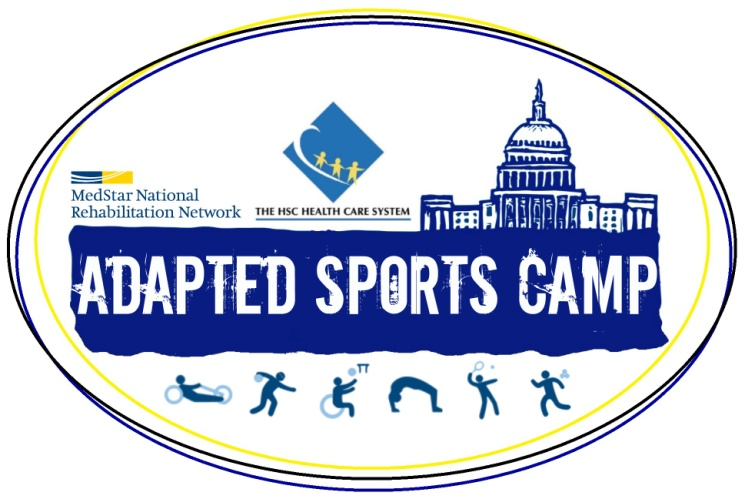 MedStar National
Rehabilitation Network
THE HSC HEALTH CARE SYSTEM
ADAPTED SPORTS CAMP